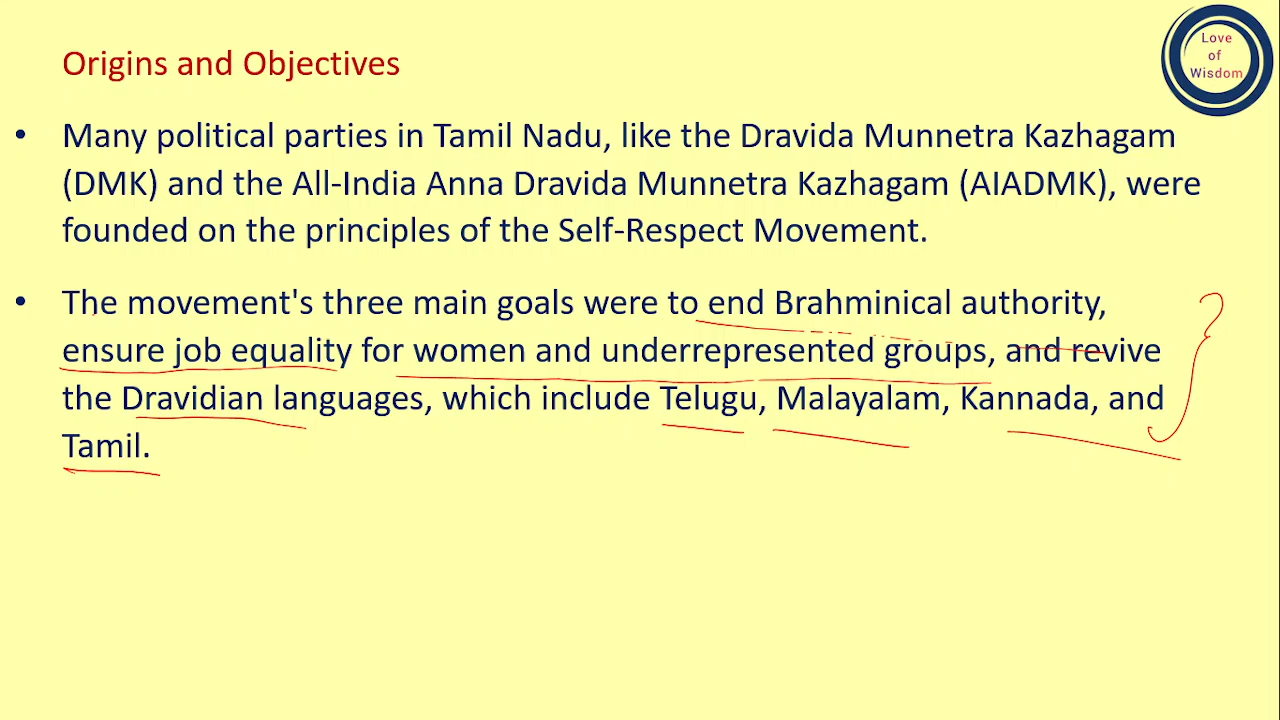 Love
of
Wisdom
Origins and Objectives
• Many political parties in Tamil Nadu, like the Dravida Munnetra Kazhagam
(DMK) and the All-India Anna Dravida Munnetra Kazhagam (AIADMK), were
founded on the principles of the Self-Respect Movement.
• The movement's three main goals were to end Brahminical authority,
ensure job equality for women and underrepresented groups, and revive
the Dravidian languages, which include Telugu, Malayalam, Kannada, and
Tamil.